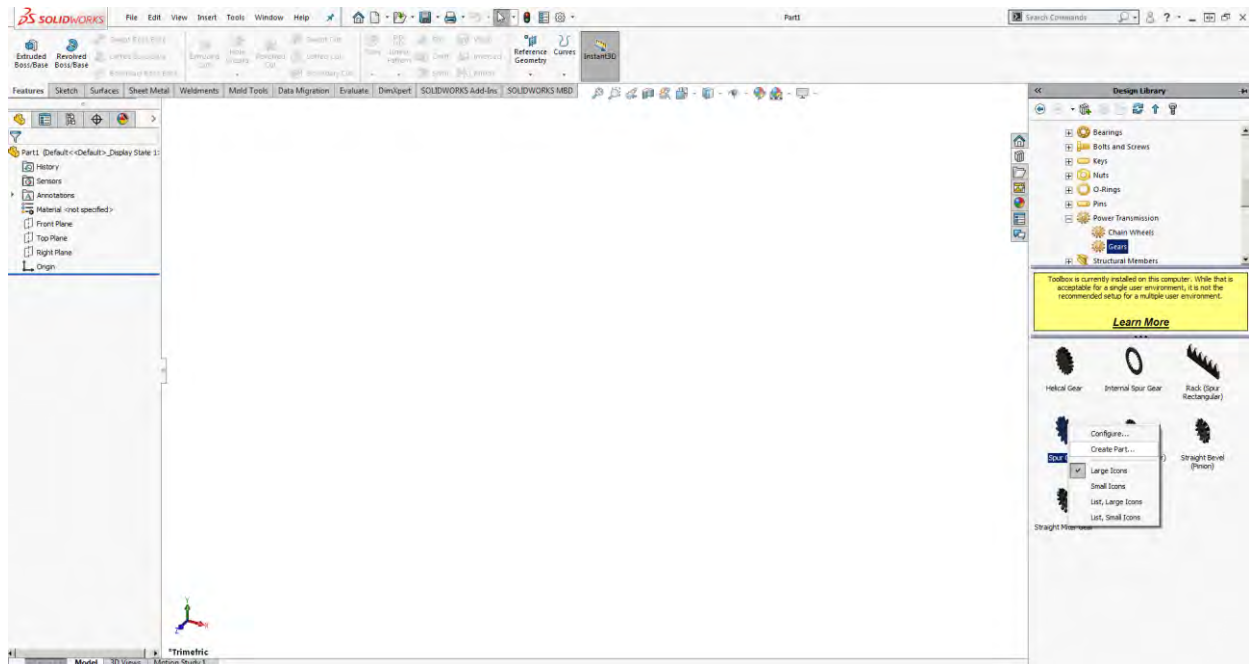 SOLIDWORKS File Edit View Insert Tools Window Help
Part1
Search Commands
Extruded Boss/Base
Revolved Boss/Base
Reference Geometry
Curves
Instant3D
Features Sketch Surfaces Sheet Metal Weldments Mold Tools Data Migration Evaluate DimXpert SOLIDWORKS Add-Ins SOLIDWORKS MBD
Part1 (Default<<Default>_Display State 1:
History
Sensors
Annotations
Material <not specified>
Front Plane
Top Plane
Right Plane
Origin
*Trimetric
Model 3D Views Motion Study 1
Design Library
Bearings
Bolts and Screws
Keys
Nuts
O-Rings
Pins
Power Transmission
Chain Wheels
Gears
Structural Members
Toolbox is currently installed on this computer. While that is
acceptable for a single user environment, it is not the
recommended setup for a multiple user environment.
Learn More
Helical Gear
Internal Spur Gear
Rack (Spur Rectangular)
Spur
Straight Bevel (Pinion)
Configure...
Create Part...
Large Icons
Small Icons
List, Large Icons
List, Small Icons